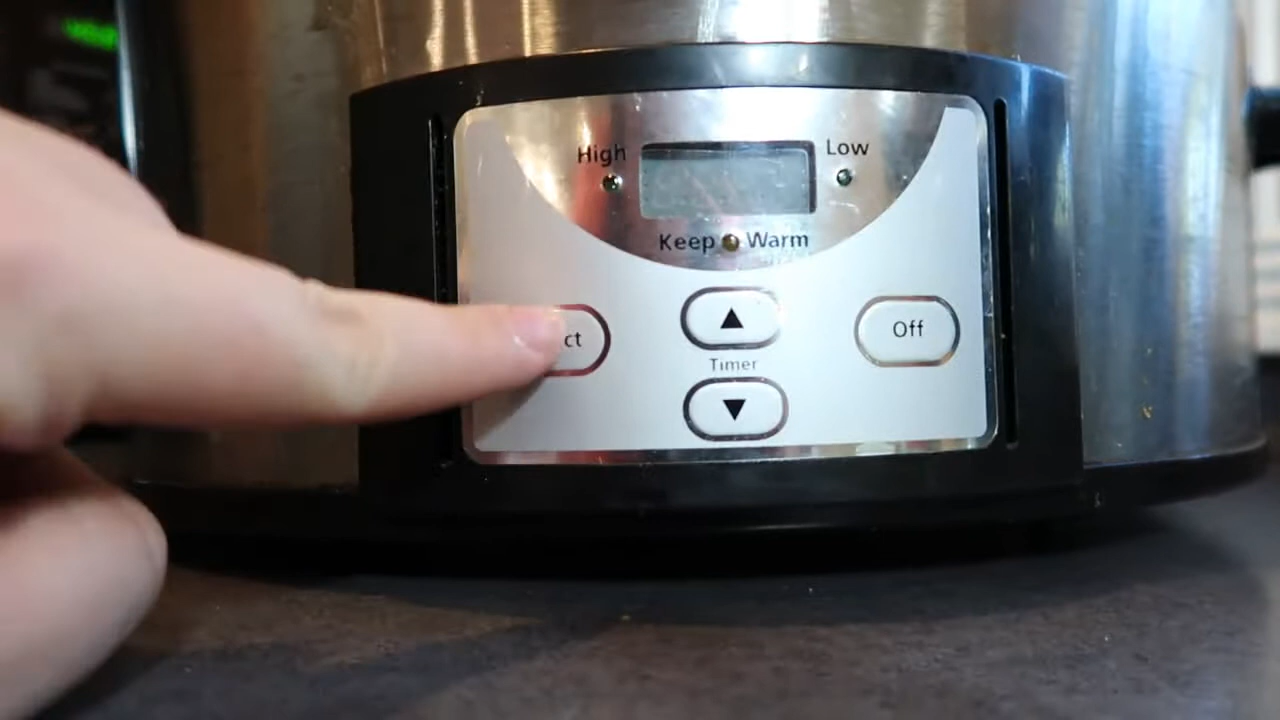 High
Low
Keep Warm
ct
▲
Off
Timer
▼